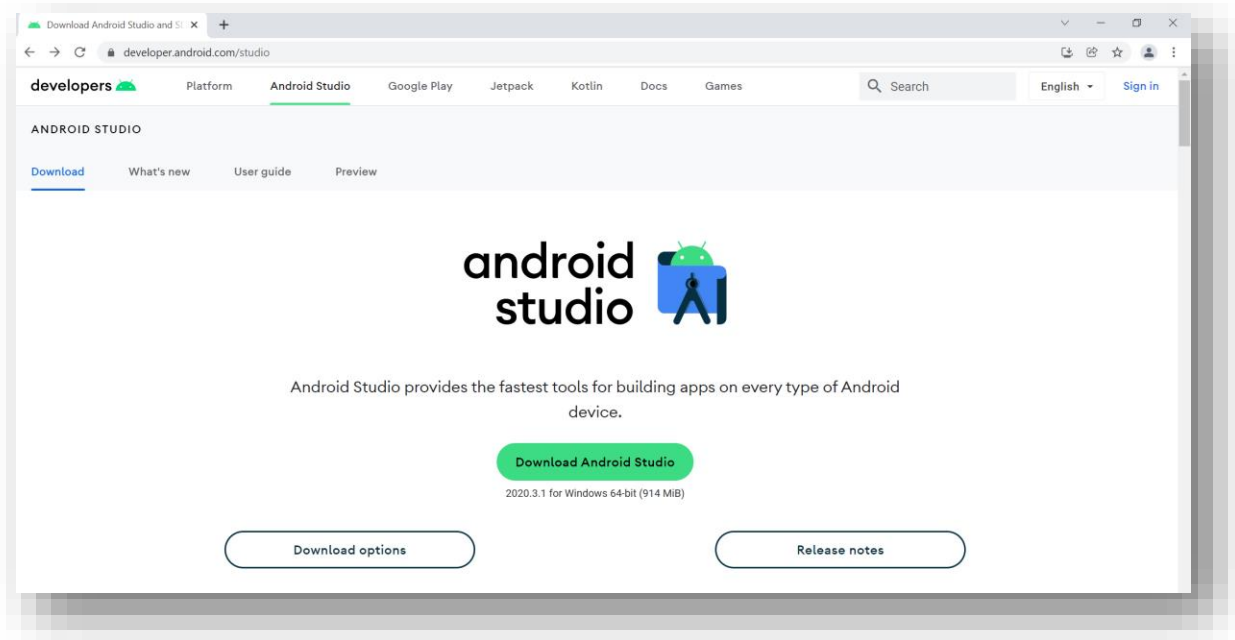 Download Android Studio and S
developer.android.com/studio
developers Platform Android Studio Google Play Jetpack Kotlin Docs Games Search English Sign in
ANDROID STUDIO
Download What's new User guide Preview
android
studio
Android Studio provides the fastest tools for building apps on every type of Android
device.
Download Android Studio
2020.3.1 for Windows 64-bit (914 MiB)
Download options Release notes